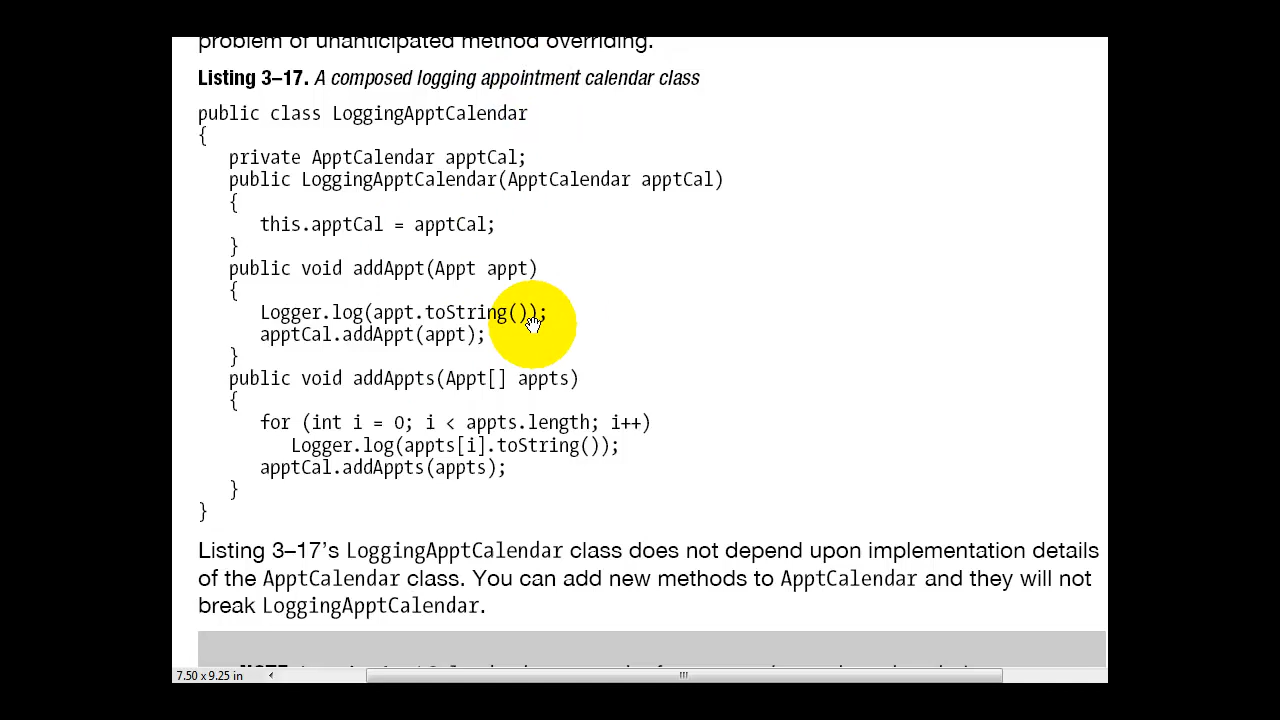 problem of unanticipated method overriding.
Listing 3–17. A composed logging appointment calendar class
public class LoggingApptCalendar
{
private ApptCalendar apptCal;
public LoggingApptCalendar(ApptCalendar apptCal)
{
this.apptCal = apptCal;
}
public void addAppt(Appt appt)
{
Logger.log(appt.toString());
apptCal.addAppt(appt);
}
public void addAppts(Appt[] appts)
{
for (int i = 0; i < appts.length; i++)
Logger.log(appts[i].toString());
apptCal.addAppts(appts);
}
}
Listing 3–17’s LoggingApptCalendar class does not depend upon implementation details
of the ApptCalendar class. You can add new methods to ApptCalendar and they will not
break LoggingApptCalendar.
7.50 x 9.25 in